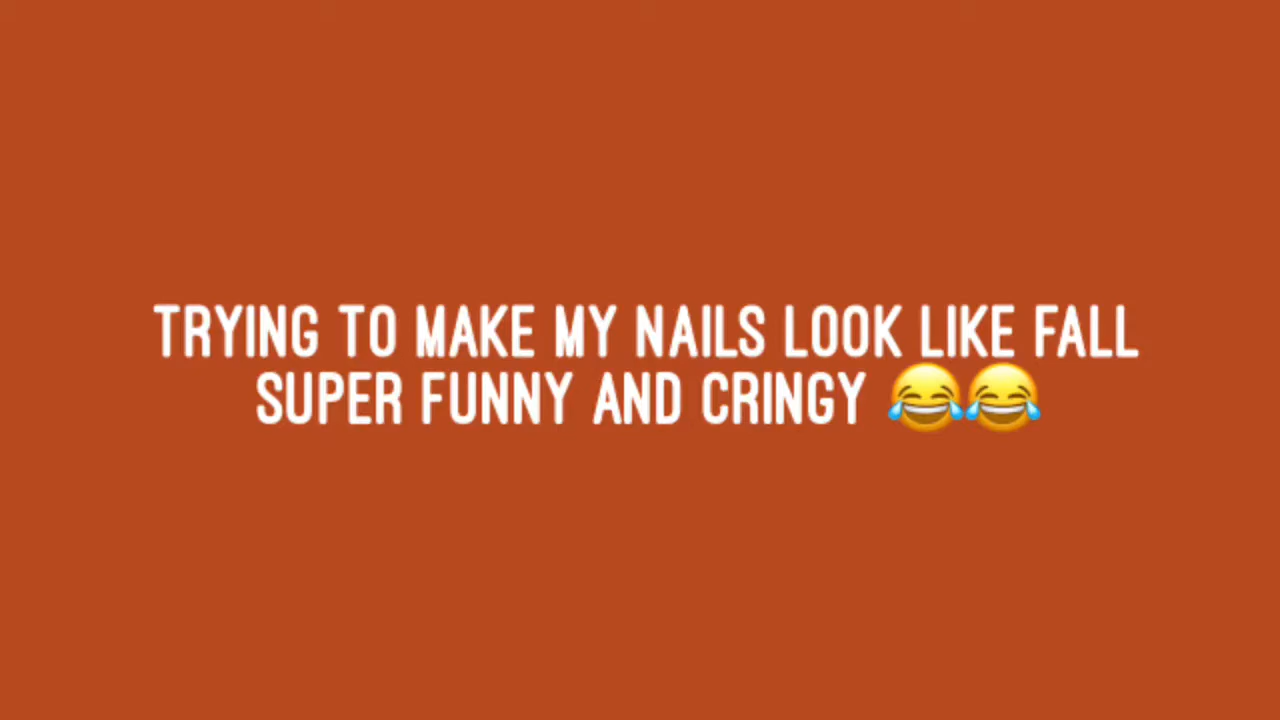 TRYING TO MAKE MY NAILS LOOK LIKE FALL
SUPER FUNNY AND CRINGY 😂😂